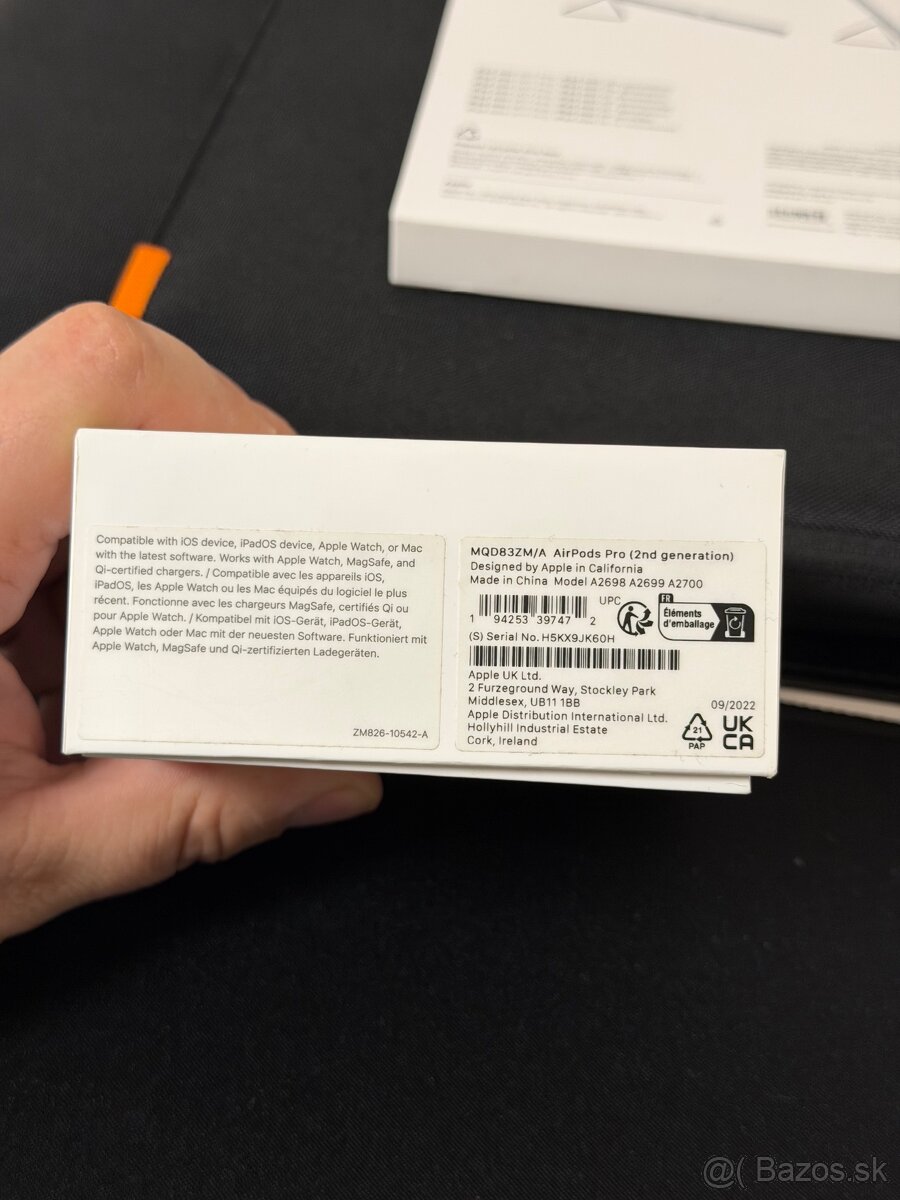 Compatible with iOS device, iPadOS device, Apple Watch, or Mac
with the latest software. Works with Apple Watch, MagSafe, and
Qi-certified chargers. / Compatible avec les appareils iOS,
iPadOS, les Apple Watch ou les Mac équipés du logiciel le plus
récent. Fonctionne avec les chargeurs MagSafe, certifiés Qi ou
pour Apple Watch. / Kompatibel mit iOS-Gerät, iPadOS-Gerät,
Apple Watch oder Mac mit der neuesten Software. Funktioniert mit
Apple Watch, MagSafe und Qi-zertifizierten Ladegeräten.
ZM826-10542-A
MQD83ZM/A AirPods Pro (2nd generation)
Designed by Apple in California
Made in China Model A2698 A2699 A2700
UPC
1 94253 39747 2
FR
Éléments
d'emballage
(S) Serial No. H5KX9JK60H
Apple UK Ltd.
2 Furzeground Way, Stockley Park
Middlesex, UB11 1BB
Apple Distribution International Ltd.
Hollyhill Industrial Estate
Cork, Ireland
21
PAP
09/2022
UK
CA
@( Bazos.sk